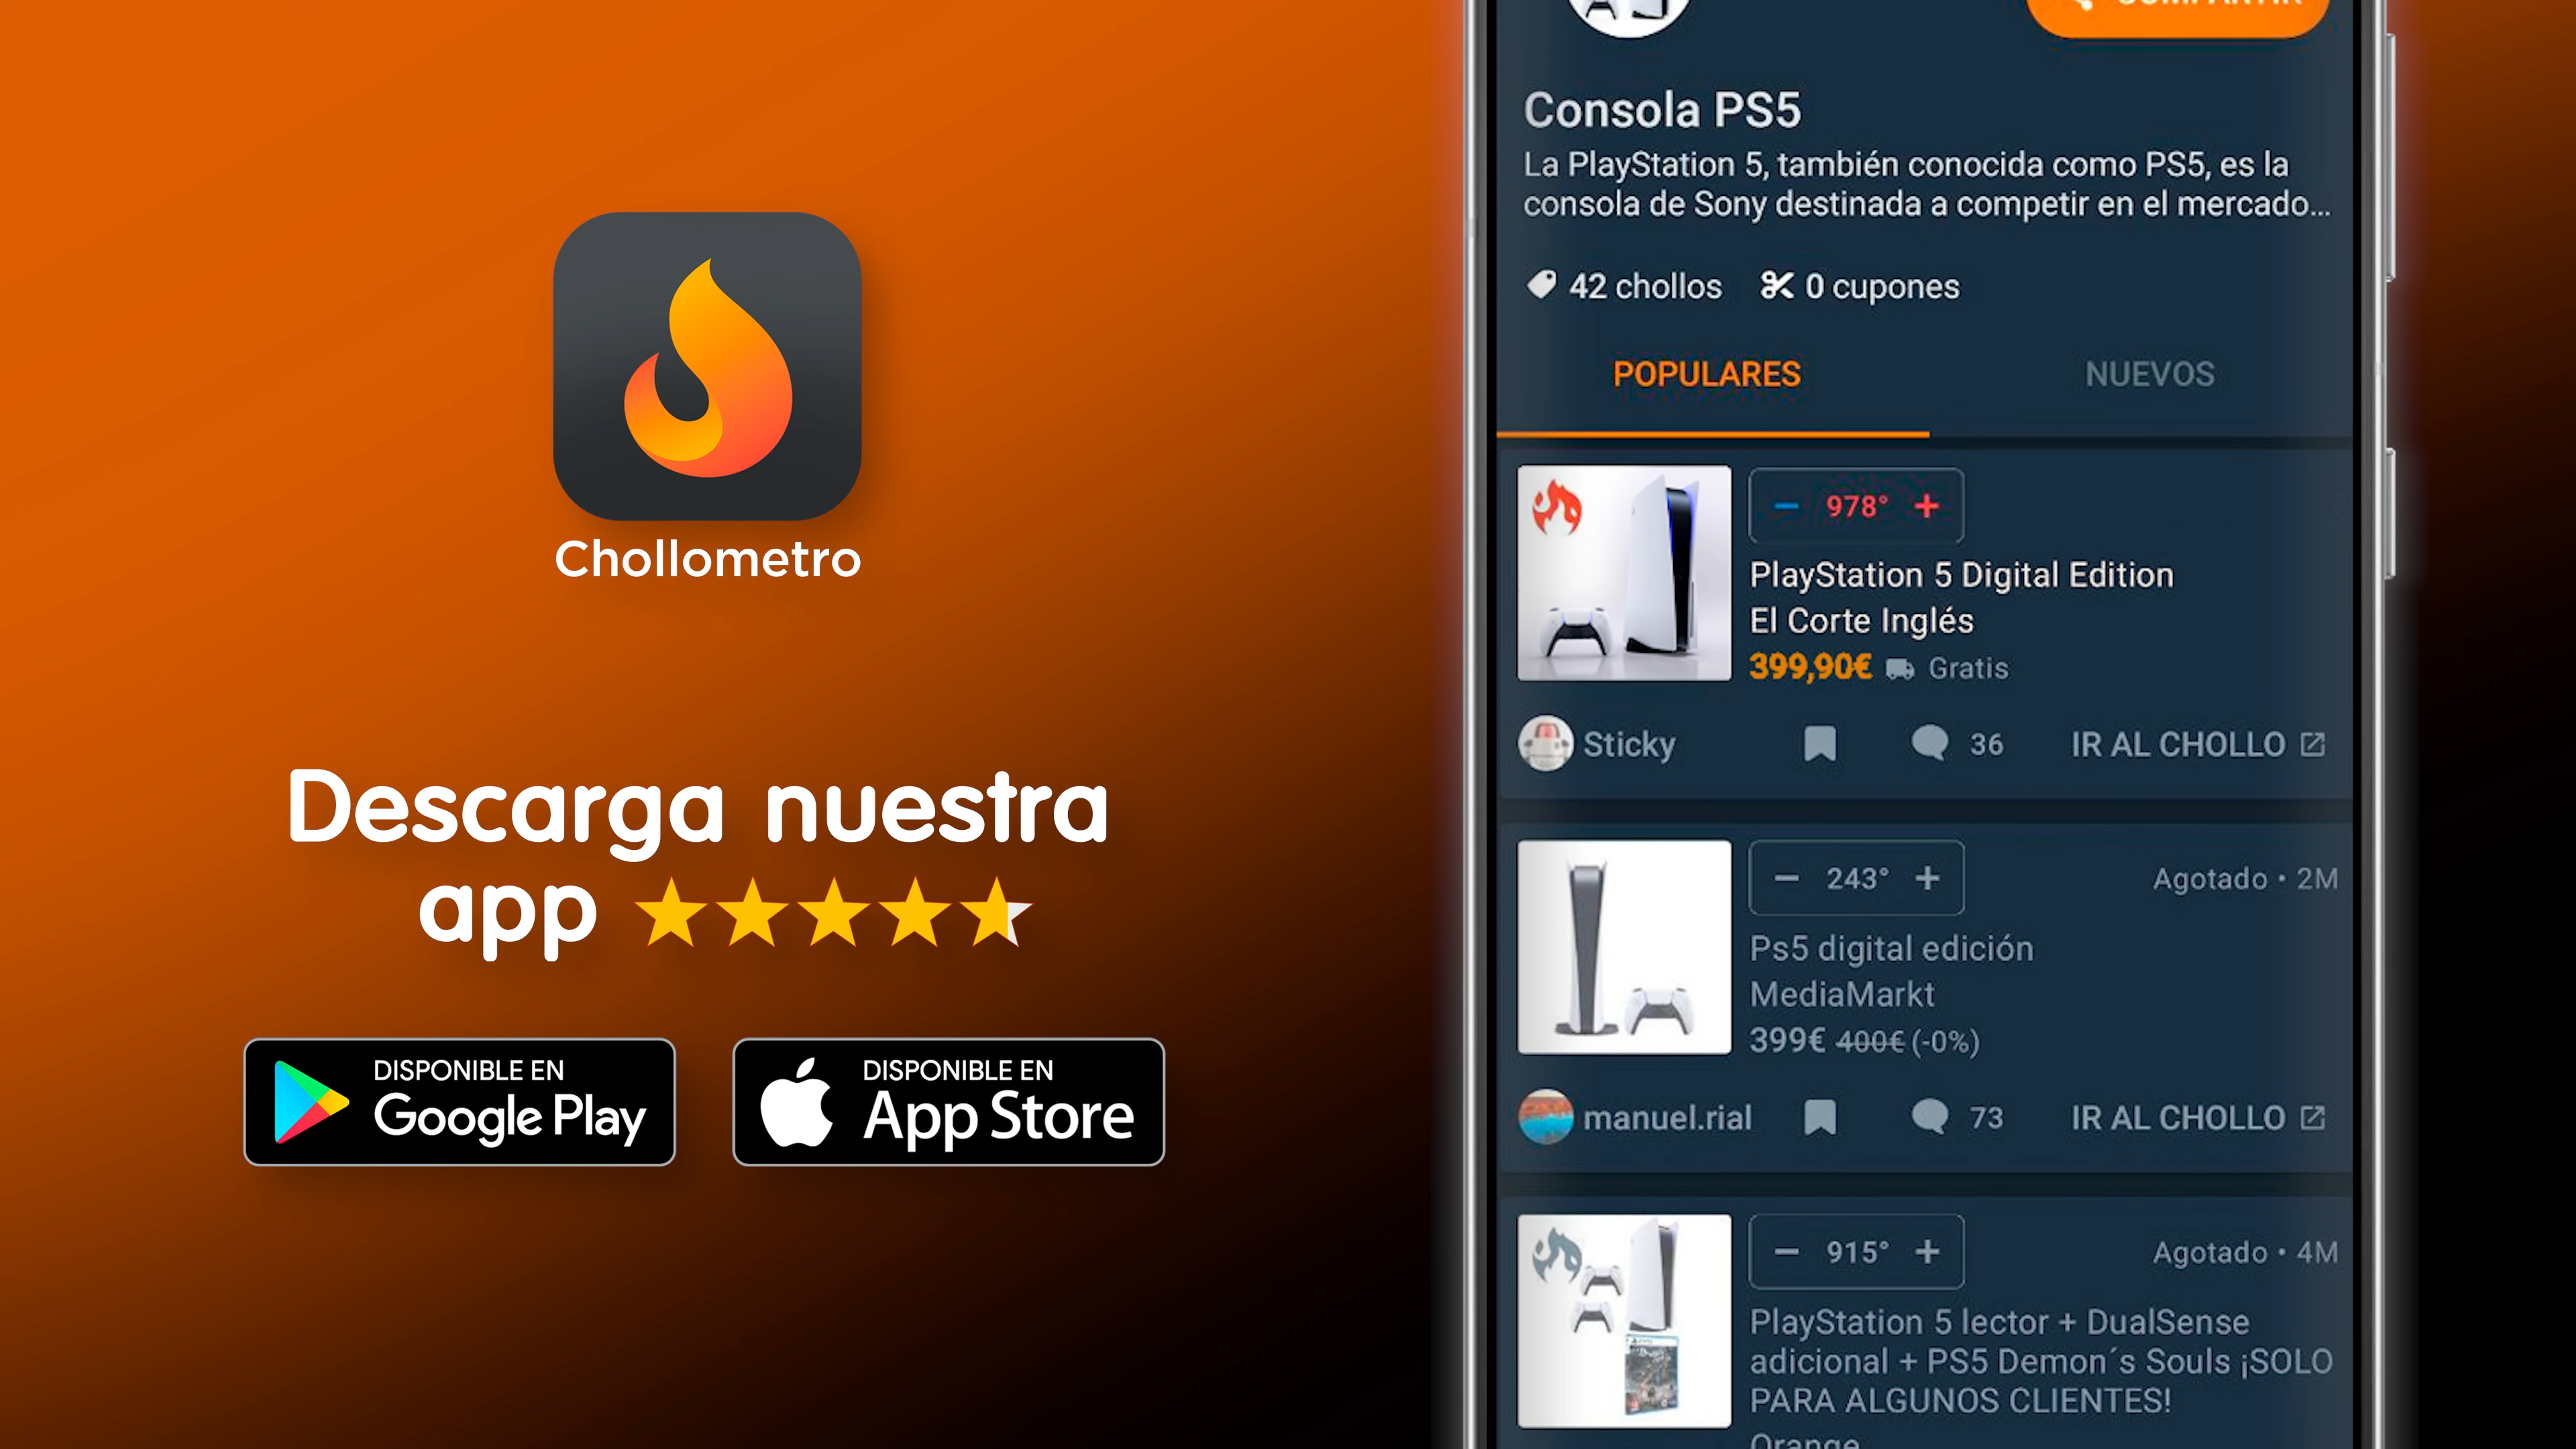 Chollometro
Descarga nuestra
app
DISPONIBLE EN
Google Play
DISPONIBLE EN
App Store
COMPARTIR
Consola PS5
La PlayStation 5, también conocida como PS5, es la
consola de Sony destinada a competir en el mercado...
42 chollos 0 cupones
POPULARES NUEVOS
− 978° +
PlayStation 5 Digital Edition
El Corte Inglés
399,90€ Gratis
Sticky 36 IR AL CHOLLO
− 243° + Agotado • 2M
Ps5 digital edición
MediaMarkt
399€ 400€ (-0%)
manuel.rial 73 IR AL CHOLLO
− 915° + Agotado • 4M
PlayStation 5 lector + DualSense
adicional + PS5 Demon´s Souls ¡SOLO
PARA ALGUNOS CLIENTES!
Orange